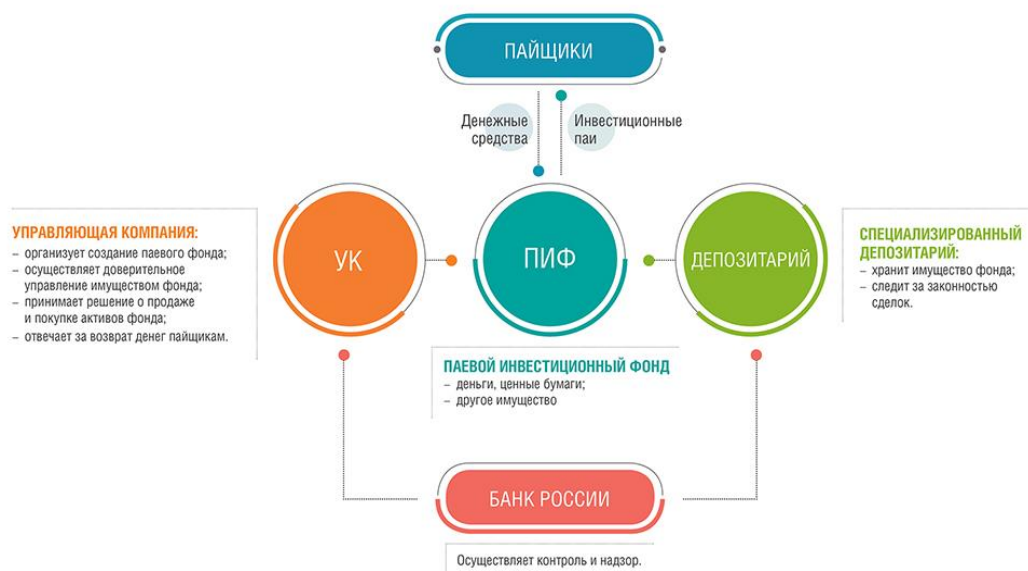 ПАЙЩИКИ
Денежные
средства
Инвестиционные
паи
УПРАВЛЯЮЩАЯ КОМПАНИЯ:
– организует создание паевого фонда;
– осуществляет доверительное
управление имуществом фонда;
– принимает решение о продаже
и покупке активов фонда;
– отвечает за возврат денег пайщикам.
УК
ПИФ
ДЕПОЗИТАРИЙ
СПЕЦИАЛИЗИРОВАННЫЙ
ДЕПОЗИТАРИЙ:
– хранит имущество фонда;
– следит за законностью
сделок.
ПАЕВОЙ ИНВЕСТИЦИОННЫЙ ФОНД
– деньги, ценные бумаги;
– другое имущество
БАНК РОССИИ
Осуществляет контроль и надзор.